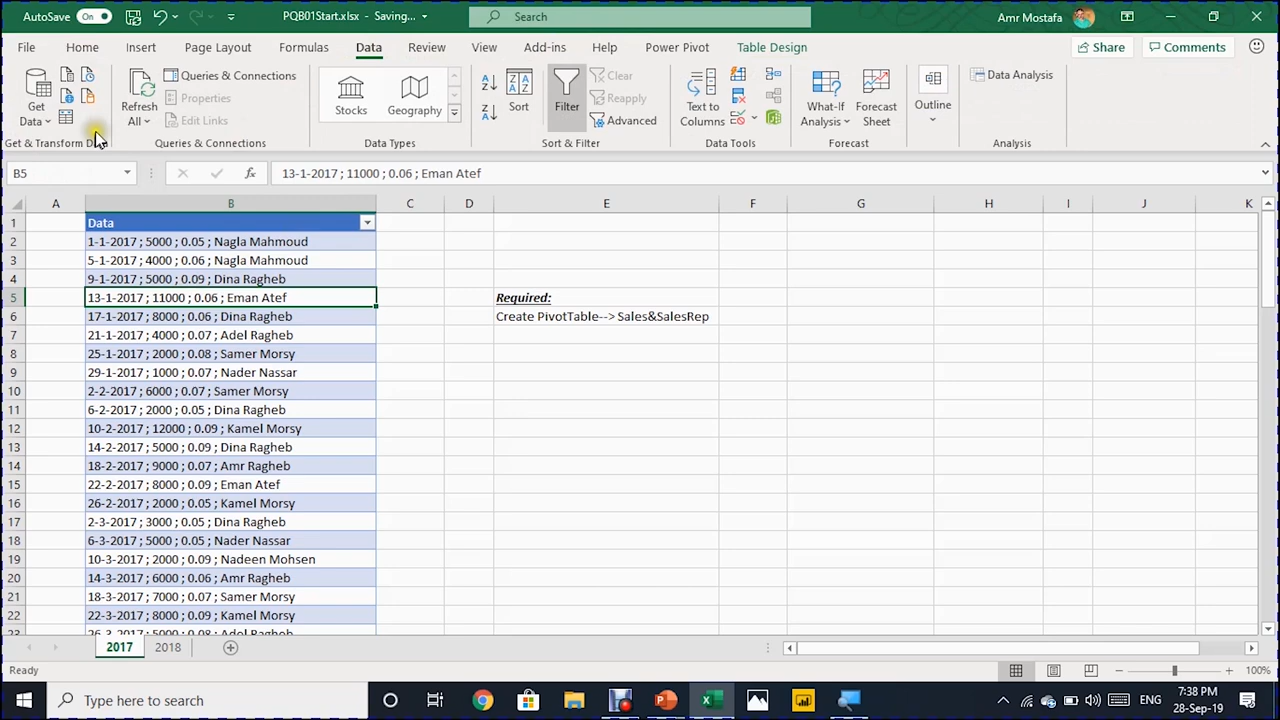 AutoSave On PQB01Start.xlsx - Saving... Search Amr Mostafa
File Home Insert Page Layout Formulas Data Review View Add-ins Help Power Pivot Table Design Share Comments
Get Data
Refresh All
Queries & Connections
Properties
Edit Links
Stocks Geography
Sort Filter
Clear
Reapply
Advanced
Text to Columns
What-If Analysis
Forecast Sheet
Outline
Data Analysis
Get & Transform Da Queries & Connections Data Types Sort & Filter Data Tools Forecast Analysis
B5 fx 13-1-2017 ; 11000 ; 0.06 ; Eman Atef
A B C D E F G H I J K
1 Data
2 1-1-2017 ; 5000 ; 0.05 ; Nagla Mahmoud
3 5-1-2017 ; 4000 ; 0.06 ; Nagla Mahmoud
4 9-1-2017 ; 5000 ; 0.09 ; Dina Ragheb
5 13-1-2017 ; 11000 ; 0.06 ; Eman Atef Required:
6 17-1-2017 ; 8000 ; 0.06 ; Dina Ragheb Create PivotTable--> Sales&SalesRep
7 21-1-2017 ; 4000 ; 0.07 ; Adel Ragheb
8 25-1-2017 ; 2000 ; 0.08 ; Samer Morsy
9 29-1-2017 ; 1000 ; 0.07 ; Nader Nassar
10 2-2-2017 ; 6000 ; 0.07 ; Samer Morsy
11 6-2-2017 ; 2000 ; 0.05 ; Dina Ragheb
12 10-2-2017 ; 12000 ; 0.09 ; Kamel Morsy
13 14-2-2017 ; 5000 ; 0.09 ; Dina Ragheb
14 18-2-2017 ; 9000 ; 0.07 ; Amr Ragheb
15 22-2-2017 ; 8000 ; 0.09 ; Eman Atef
16 26-2-2017 ; 2000 ; 0.05 ; Kamel Morsy
17 2-3-2017 ; 3000 ; 0.05 ; Dina Ragheb
18 6-3-2017 ; 5000 ; 0.05 ; Nader Nassar
19 10-3-2017 ; 2000 ; 0.09 ; Nadeen Mohsen
20 14-3-2017 ; 6000 ; 0.06 ; Amr Ragheb
21 18-3-2017 ; 7000 ; 0.07 ; Samer Morsy
22 22-3-2017 ; 8000 ; 0.09 ; Kamel Morsy
23 26-3-2017 ; 5000 ; 0.08 ; Adel Ragheb
2017 2018
Ready 100%
Type here to search ENG 7:38 PM
28-Sep-19